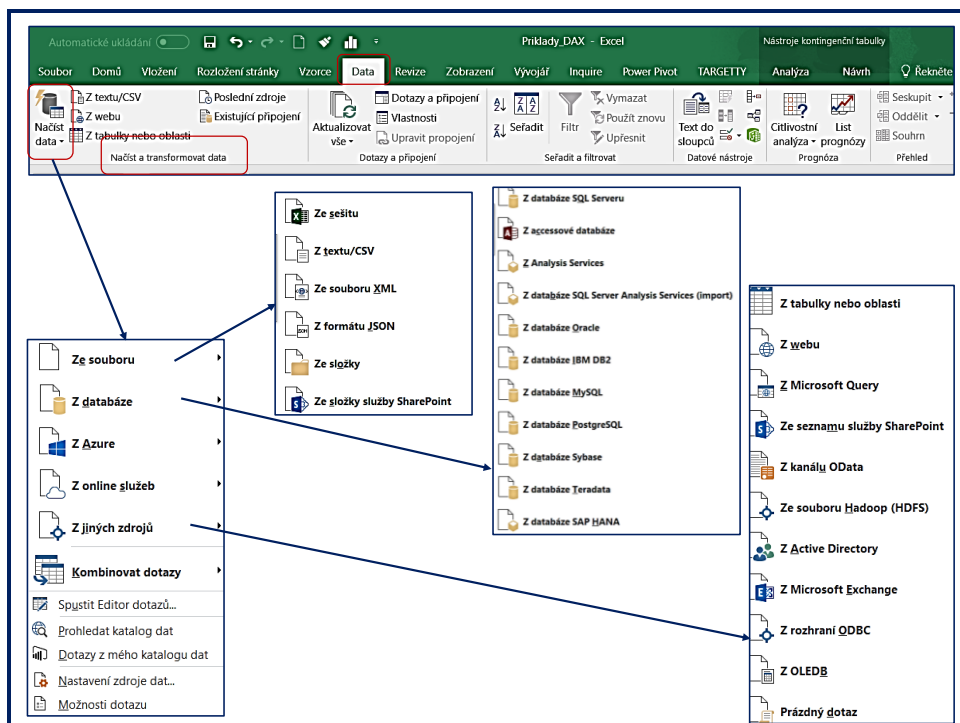 Automatické ukládání
Priklady_DAX - Excel
Nástroje kontingenční tabulky
Soubor Domů Vložení Rozložení stránky Vzorce Data Revize Zobrazení Vývojář Inquire Power Pivot TARGETTY Analýza Návrh Řekněte
Načíst data
Z textu/CSV
Z webu
Z tabulky nebo oblasti
Poslední zdroje
Existující připojení
Načíst a transformovat data
Aktualizovat vše
Dotazy a připojení
Vlastnosti
Upravit propojení
Dotazy a připojení
Seřadit
Filtr
Vymazat
Použít znovu
Upřesnit
Seřadit a filtrovat
Text do sloupců
Datové nástroje
Citlivostní analýza
List prognózy
Prognóza
Seskupit
Oddělit
Souhrn
Přehled
Ze souboru
Z databáze
Z Azure
Z online služeb
Z jiných zdrojů
Kombinovat dotazy
Spustit Editor dotazů...
Prohledat katalog dat
Dotazy z mého katalogu dat
Nastavení zdroje dat...
Možnosti dotazu
Ze sešitu
Z textu/CSV
Ze souboru XML
Z formátu JSON
Ze složky
Ze složky služby SharePoint
Z databáze SQL Serveru
Z accessové databáze
Z Analysis Services
Z databáze SQL Server Analysis Services (import)
Z databáze Oracle
Z databáze IBM DB2
Z databáze MySQL
Z databáze PostgreSQL
Z databáze Sybase
Z databáze Teradata
Z databáze SAP HANA
Z tabulky nebo oblasti
Z webu
Z Microsoft Query
Ze seznamu služby SharePoint
Z kanálu OData
Ze souboru Hadoop (HDFS)
Z Active Directory
Z Microsoft Exchange
Z rozhraní ODBC
Z OLEDB
Prázdný dotaz